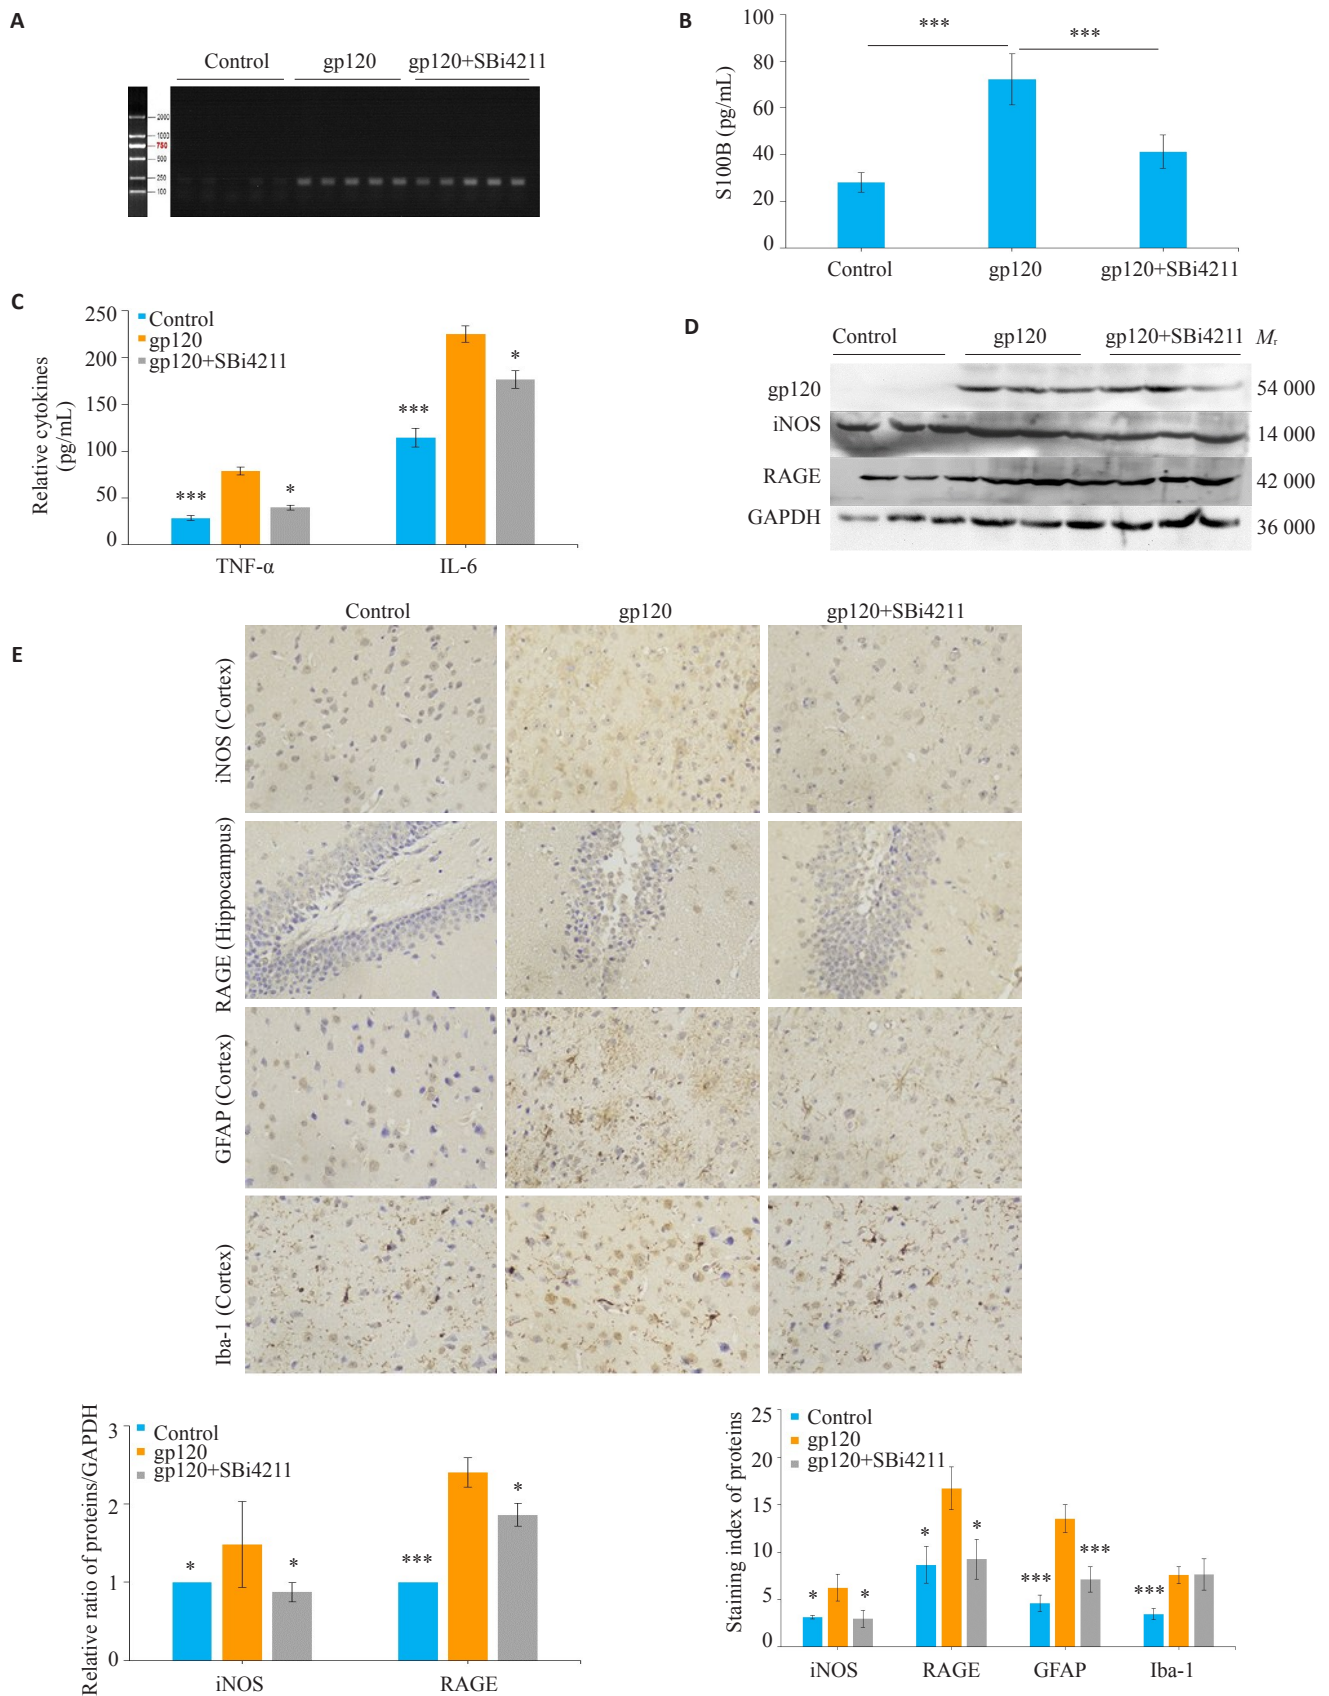 A
Control gp120 gp120+SBi4211
2000
1000
750
500
250
100
B
100
80
60
40
20
0
S100B (pg/mL)
*** ***
Control gp120 gp120+SBi4211
C
250
200
150
100
50
0
Relative cytokines
(pg/mL)
Control
gp120
gp120+SBi4211
*** * *** *
TNF-α IL-6
D
Control gp120 gp120+SBi4211 Mr
gp120 54 000
iNOS 14 000
RAGE 42 000
GAPDH 36 000
E
Control gp120 gp120+SBi4211
iNOS (Cortex)
RAGE (Hippocampus)
GFAP (Cortex)
Iba-1 (Cortex)
3
2
1
0
Relative ratio of proteins/GAPDH
Control
gp120
gp120+SBi4211
* * *** *
iNOS RAGE
25
20
15
10
5
0
Staining index of proteins
Control
gp120
gp120+SBi4211
* * * * *** *** ***
iNOS RAGE GFAP Iba-1